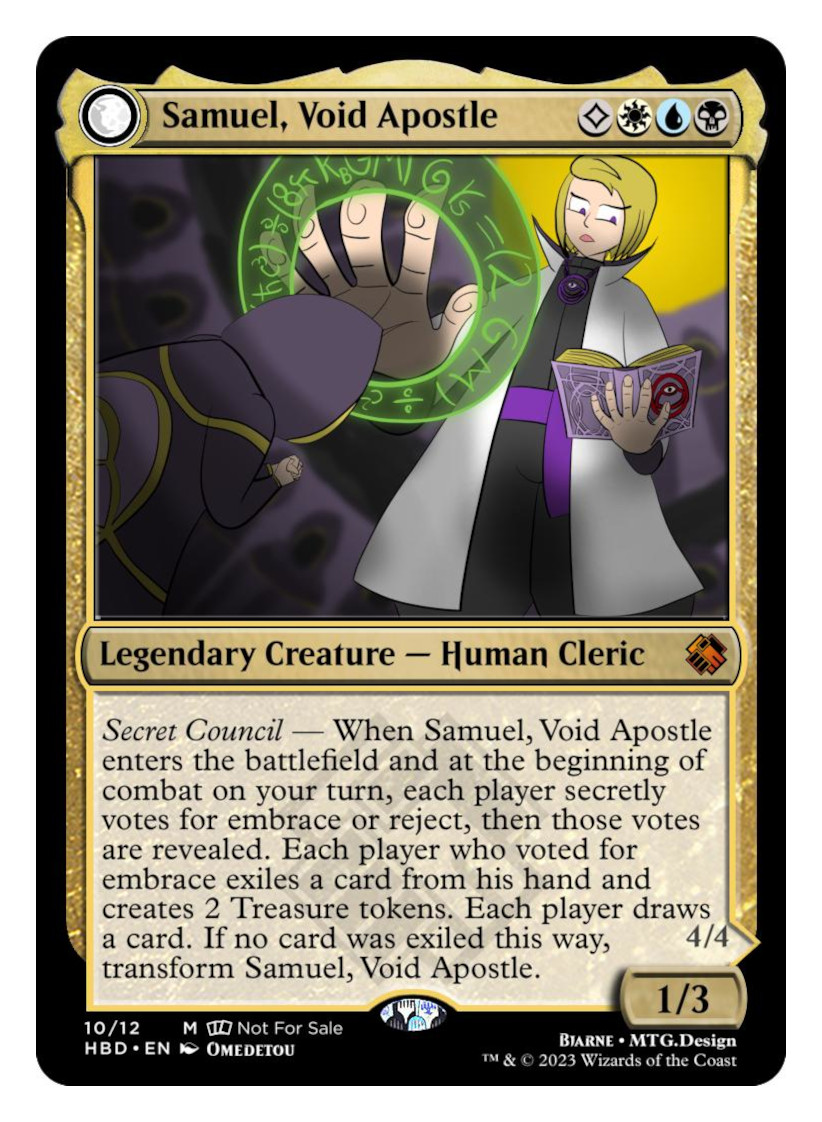 Samuel, Void Apostle
Legendary Creature — Human Cleric
Secret Council — When Samuel, Void Apostle
enters the battlefield and at the beginning of
combat on your turn, each player secretly
votes for embrace or reject, then those votes
are revealed. Each player who voted for
embrace exiles a card from his hand and
creates 2 Treasure tokens. Each player draws
a card. If no card was exiled this way,
transform Samuel, Void Apostle.
4/4
1/3
10/12 M Not For Sale
HBD • EN Omedetou
Bjarne • MTG.Design
™ & © 2023 Wizards of the Coast